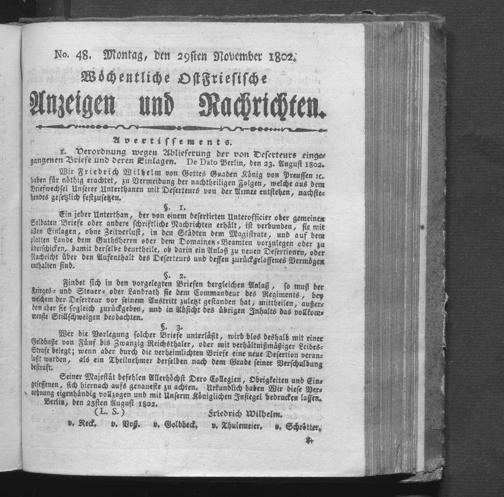 No. 48. Montag, den 29sten November 1802.
Wöchentliche Ostfriesische
Anzeigen und Nachrichten.
Avertissements.
1. Verordnung wegen Ablieferung der von Deserteurs einge-
gangenen Briefe und deren Einlagen. De Dato Berlin, den 23. August 1802.
Wir Friedrich Wilhelm von Gottes Gnaden König von Preussen ꝛc.
haben für nöthig erachtet, zu Vermeidung der nachtheiligen Folgen, welche aus dem
Briefwechsel Unserer Unterthanen mit Deserteurs von der Armee entstehen, nachste-
hendes gesetzlich festzusetzen.
§. 1.
Ein jeder Unterthan, der von einem desertirten Unterofficier oder gemeinen
Soldaten Briefe oder andere schriftliche Nachrichten erhält, ist verbunden, sie mit
allen Einlagen, ohne Zeitverlust, in den Städten dem Magistrate, und auf dem
platten Lande dem Gutsherrn oder dem Domainen-Beamten vorzulegen oder zu
überschicken, damit derselbe beurtheile, ob darin ein Anlaß zu neuen Desertionen, oder
Nachricht über den Aufenthalt des Deserteurs und dessen zurückgelassenes Vermögen
enthalten sind.
§. 2.
Findet sich in den vorgelegten Briefen dergleichen Anlaß, so muß der
Krieges- und Steuer- oder Landrath sie dem Commandeur des Regiments, bey
welchem der Deserteur vor seinem Austritt zuletzt gestanden hat, mittheilen, außer-
dem aber sie sogleich zurückgeben, und in Absicht des übrigen Inhalts das vollkom-
menste Stillschweigen beobachten.
§. 3.
Wer die Vorlegung solcher Briefe unterläßt, wird blos deshalb mit einer
Geldbuße von Fünf bis Zwanzig Reichsthaler, oder mit verhältnißmäßiger Leibes-
Strafe belegt; wenn aber durch die verheimlichten Briefe eine neue Desertion veran-
laßt worden, als ein Theilnehmer derselben nach dem Grade seiner Verschuldung
bestraft.
Seiner Majestät befehlen Allerhöchst Dero Collegien, Obrigkeiten und Ein-
gesessenen, sich hiernach aufs genaueste zu achten. Urkundlich haben Wir diese Ver-
ordnung eigenhändig vollzogen und mit Unserm Königlichen Insiegel bedrucken lassen.
Berlin, den 23sten August 1802.
(L. S.) Friedrich Wilhelm.
v. Reck. v. Voß. v. Goldbeck. v. Thulemeier. v. Schrötter.